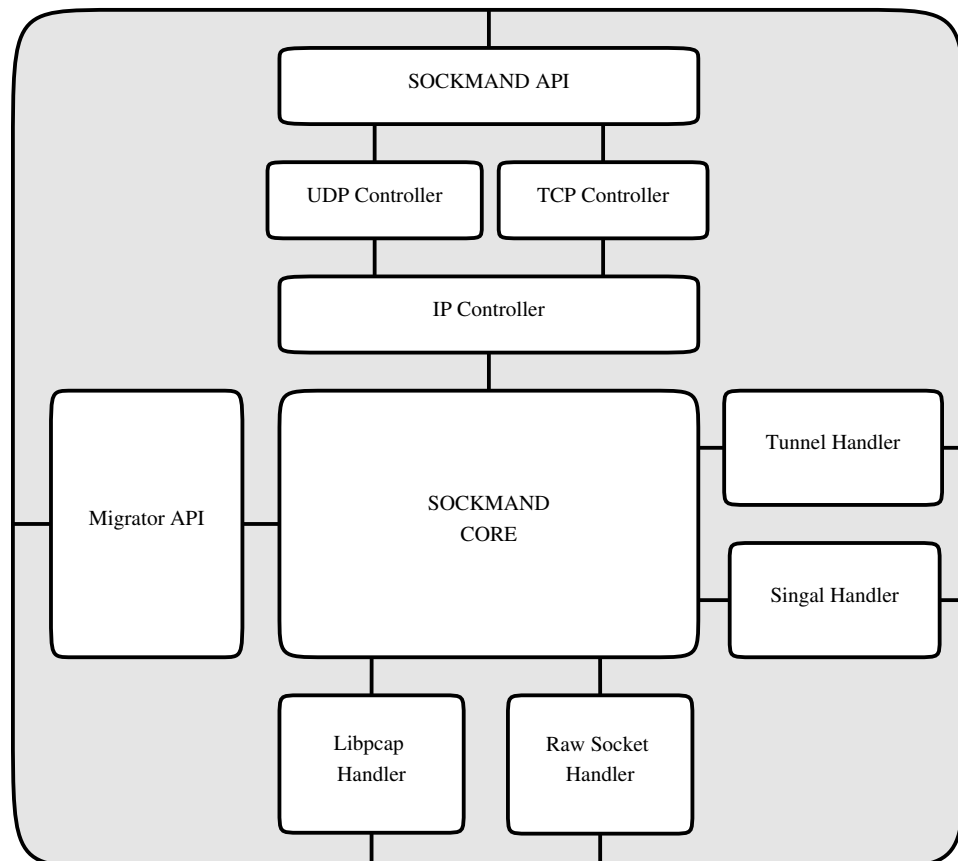 SOCKMAND API
UDP Controller
TCP Controller
IP Controller
Migrator API
SOCKMAND
CORE
Tunnel Handler
Singal Handler
Libpcap
Handler
Raw Socket
Handler